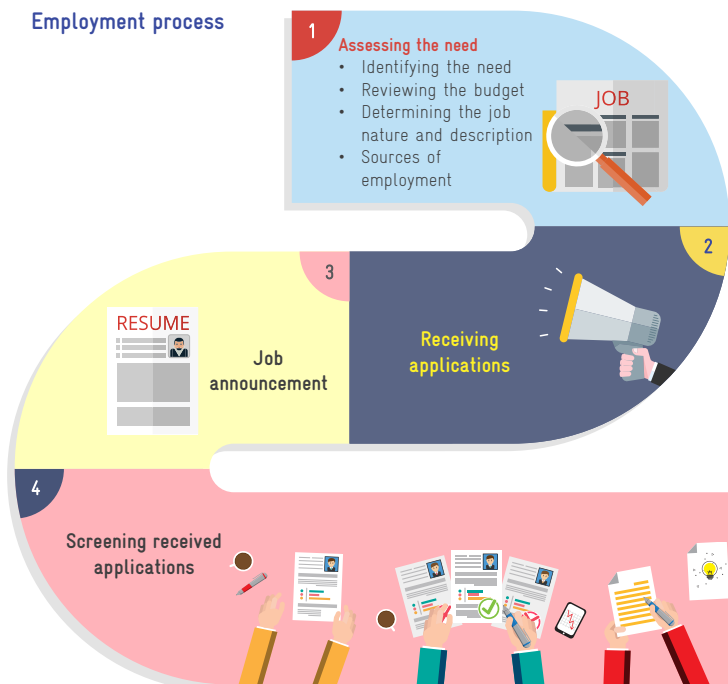 Employment process
1
Assessing the need
• Identifying the need
• Reviewing the budget
• Determining the job
nature and description
• Sources of
employment
JOB
2
Receiving
applications
3
RESUME
Job
announcement
4
Screening received
applications